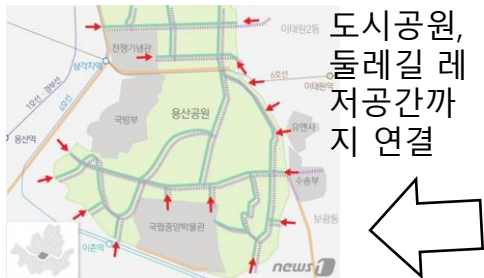 이태원2동
전쟁기념관
삼각지역
6호선
이태원역
1호선·경부선
4호선
용산공원
국방부
유엔사
용산역
수송부
국립중앙박물관
보광동
이촌역
news1
도시공원,
둘레길 레
저공간까
지 연결